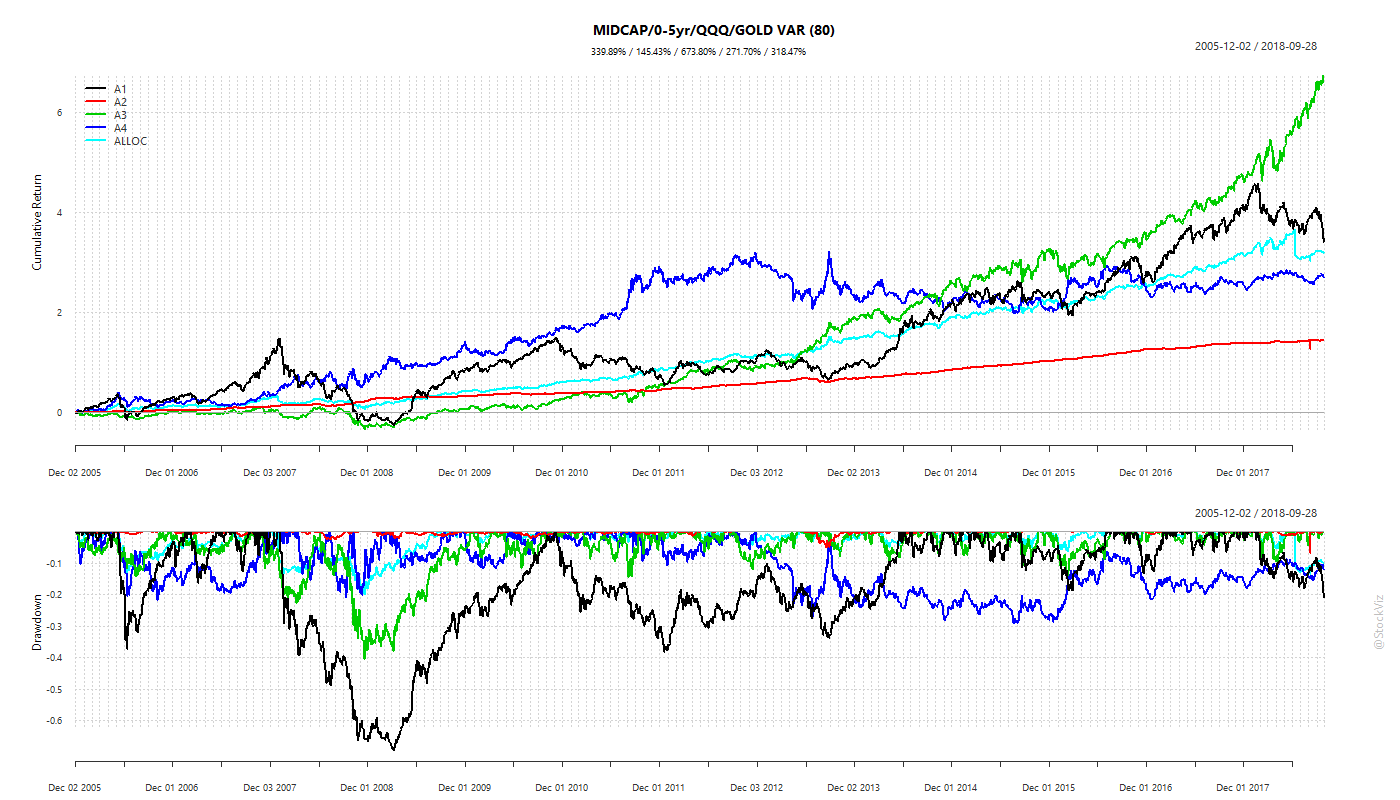 MIDCAP/0-5yr/QQQ/GOLD VAR (80)
339.89% / 145.43% / 673.80% / 271.70% / 318.47%
2005-12-02 / 2018-09-28
A1
A2
A3
A4
ALLOC
Cumulative Return
6
4
2
0
Dec 02 2005 Dec 01 2006 Dec 03 2007 Dec 01 2008 Dec 01 2009 Dec 01 2010 Dec 01 2011 Dec 03 2012 Dec 02 2013 Dec 01 2014 Dec 01 2015 Dec 01 2016 Dec 01 2017
2005-12-02 / 2018-09-28
Drawdown
-0.1
-0.2
-0.3
-0.4
-0.5
-0.6
Dec 02 2005 Dec 01 2006 Dec 03 2007 Dec 01 2008 Dec 01 2009 Dec 01 2010 Dec 01 2011 Dec 03 2012 Dec 02 2013 Dec 01 2014 Dec 01 2015 Dec 01 2016 Dec 01 2017
@StockViz